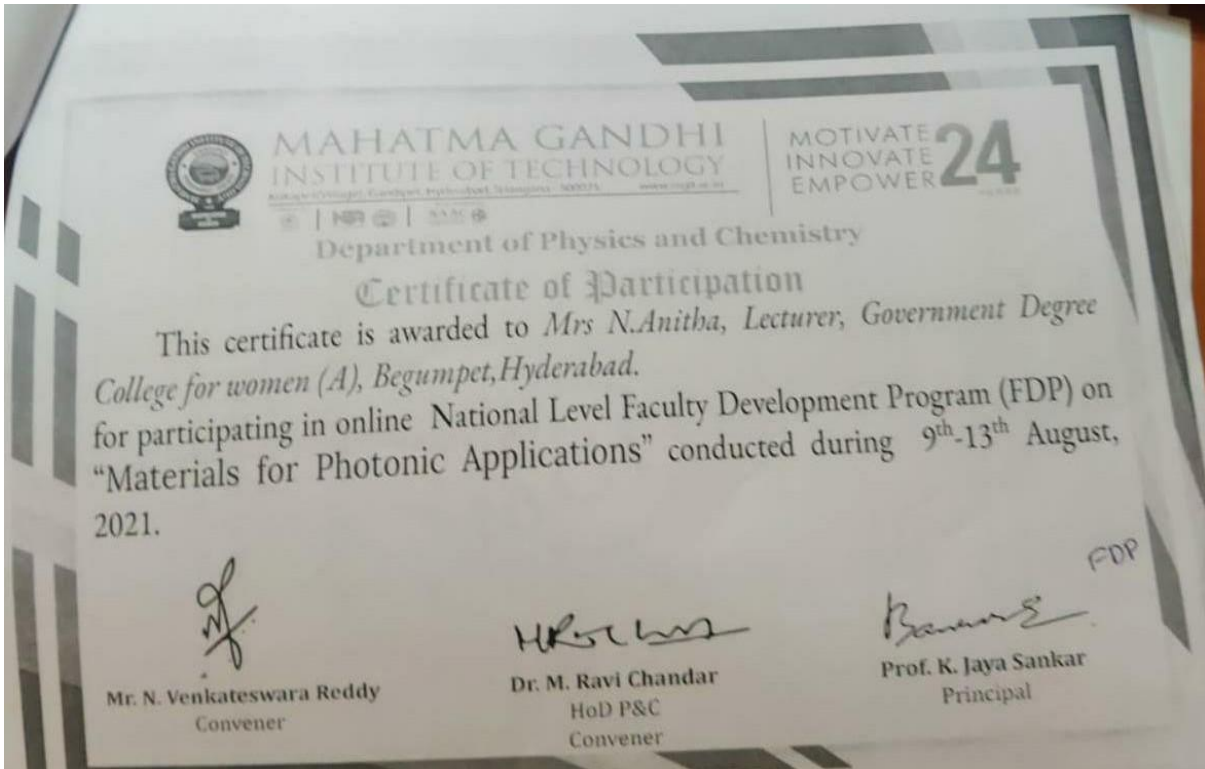 MAHATMA GANDHI
INSTITUTE OF TECHNOLOGY
MOTIVATE
INNOVATE
EMPOWER
24
Department of Physics and Chemistry
Certificate of Participation
This certificate is awarded to Mrs N.Anitha, Lecturer, Government Degree
College for women (A), Begumpet,Hyderabad.
for participating in online National Level Faculty Development Program (FDP) on
“Materials for Photonic Applications” conducted during 9th-13th August,
2021.
FDP
Mr. N. Venkateswara Reddy
Convener
Dr. M. Ravi Chandar
HoD P&C
Convener
Prof. K. Jaya Sankar
Principal